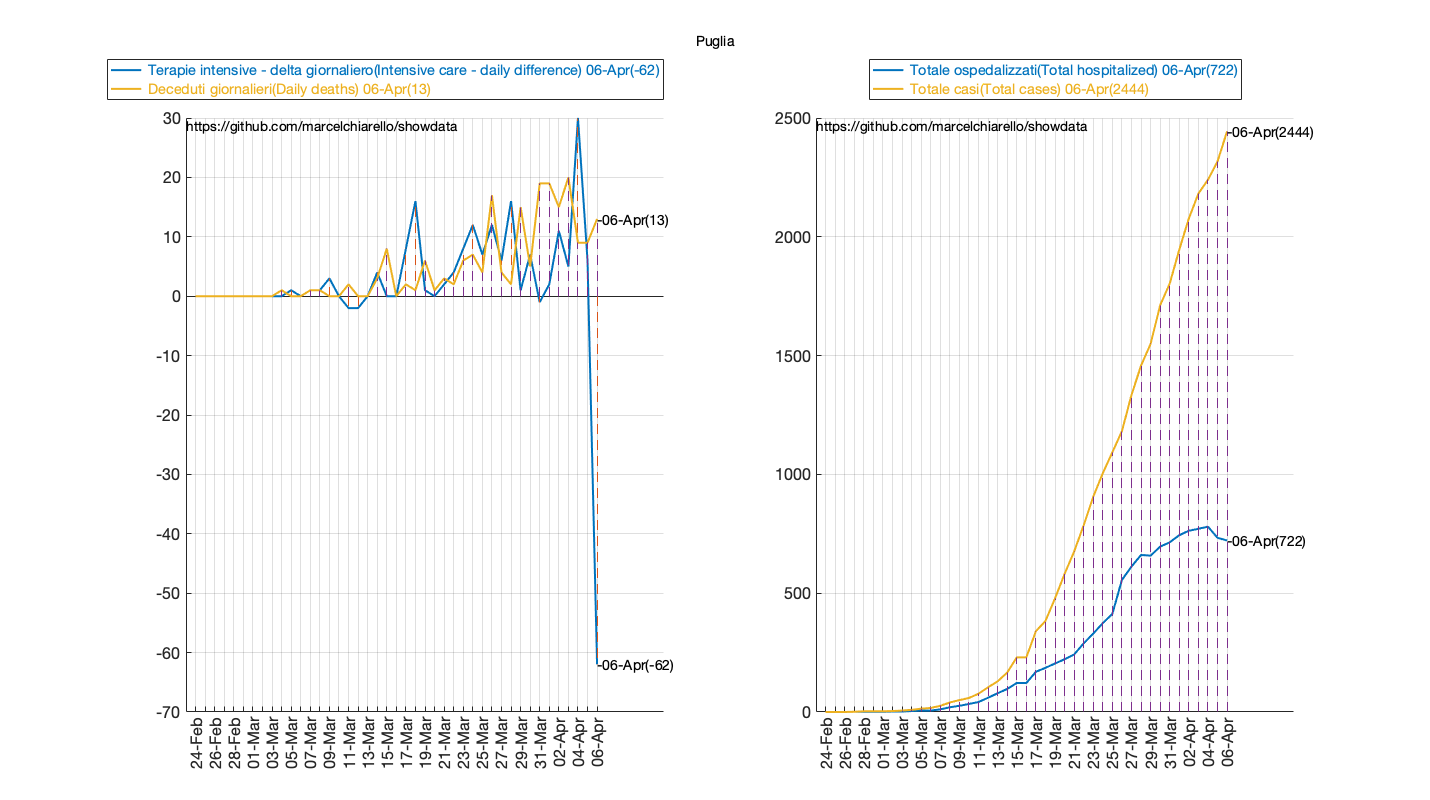 Puglia
Terapie intensive - delta giornaliero(Intensive care - daily difference) 06-Apr(-62)
Deceduti giornalieri(Daily deaths) 06-Apr(13)
https://github.com/marcelchiarello/showdata
30
20
10
0
-10
-20
-30
-40
-50
-60
-70
-06-Apr(13)
-06-Apr(-62)
24-Feb
26-Feb
28-Feb
01-Mar
03-Mar
05-Mar
07-Mar
09-Mar
11-Mar
13-Mar
15-Mar
17-Mar
19-Mar
21-Mar
23-Mar
25-Mar
27-Mar
29-Mar
31-Mar
02-Apr
04-Apr
06-Apr
Totale ospedalizzati(Total hospitalized) 06-Apr(722)
Totale casi(Total cases) 06-Apr(2444)
https://github.com/marcelchiarello/showdata
2500
2000
1500
1000
500
0
-06-Apr(2444)
-06-Apr(722)
24-Feb
26-Feb
28-Feb
01-Mar
03-Mar
05-Mar
07-Mar
09-Mar
11-Mar
13-Mar
15-Mar
17-Mar
19-Mar
21-Mar
23-Mar
25-Mar
27-Mar
29-Mar
31-Mar
02-Apr
04-Apr
06-Apr